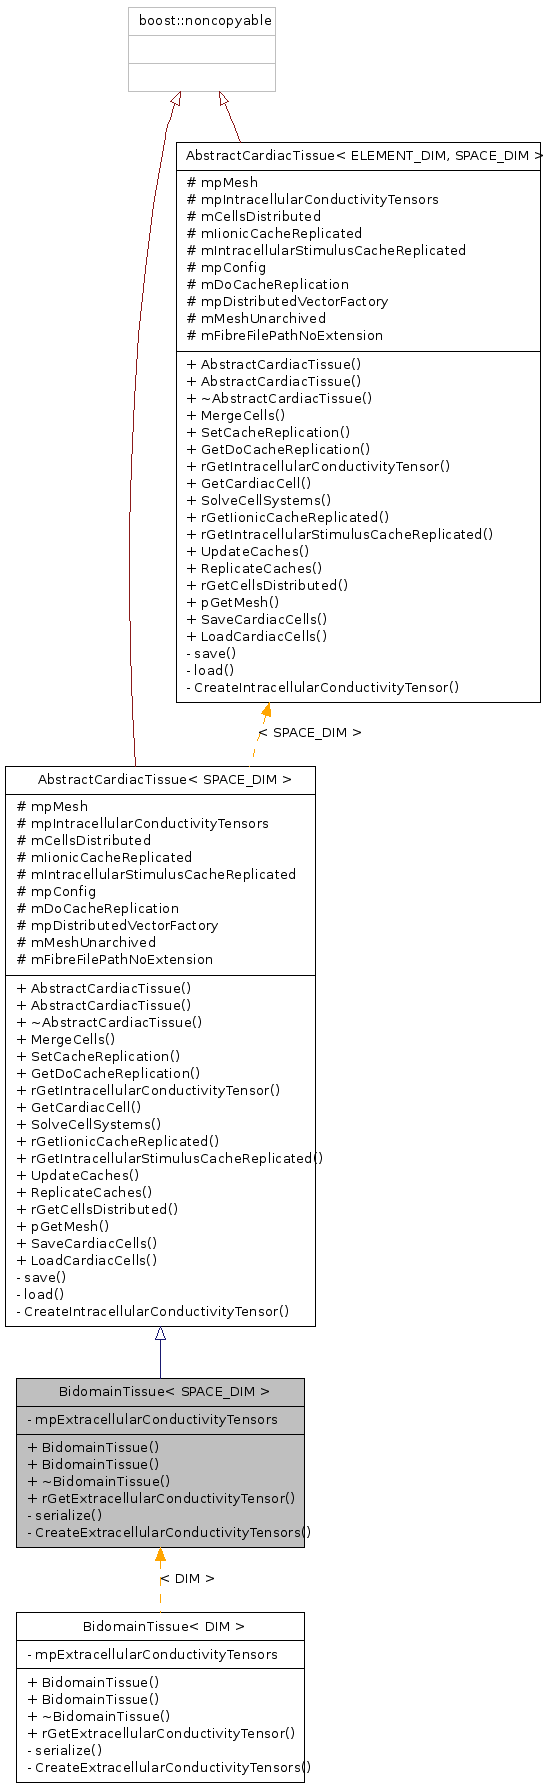 boost::noncopyable
AbstractCardiacTissue< ELEMENT_DIM, SPACE_DIM >
# mpMesh
# mpIntracellularConductivityTensors
# mCellsDistributed
# mIionicCacheReplicated
# mIntracellularStimulusCacheReplicated
# mpConfig
# mDoCacheReplication
# mpDistributedVectorFactory
# mMeshUnarchived
# mFibreFilePathNoExtension
+ AbstractCardiacTissue()
+ AbstractCardiacTissue()
+ ~AbstractCardiacTissue()
+ MergeCells()
+ SetCacheReplication()
+ GetDoCacheReplication()
+ rGetIntracellularConductivityTensor()
+ GetCardiacCell()
+ SolveCellSystems()
+ rGetIionicCacheReplicated()
+ rGetIntracellularStimulusCacheReplicated()
+ UpdateCaches()
+ ReplicateCaches()
+ rGetCellsDistributed()
+ pGetMesh()
+ SaveCardiacCells()
+ LoadCardiacCells()
- save()
- load()
- CreateIntracellularConductivityTensor()
< SPACE_DIM >
AbstractCardiacTissue< SPACE_DIM >
# mpMesh
# mpIntracellularConductivityTensors
# mCellsDistributed
# mIionicCacheReplicated
# mIntracellularStimulusCacheReplicated
# mpConfig
# mDoCacheReplication
# mpDistributedVectorFactory
# mMeshUnarchived
# mFibreFilePathNoExtension
+ AbstractCardiacTissue()
+ AbstractCardiacTissue()
+ ~AbstractCardiacTissue()
+ MergeCells()
+ SetCacheReplication()
+ GetDoCacheReplication()
+ rGetIntracellularConductivityTensor()
+ GetCardiacCell()
+ SolveCellSystems()
+ rGetIionicCacheReplicated()
+ rGetIntracellularStimulusCacheReplicated()
+ UpdateCaches()
+ ReplicateCaches()
+ rGetCellsDistributed()
+ pGetMesh()
+ SaveCardiacCells()
+ LoadCardiacCells()
- save()
- load()
- CreateIntracellularConductivityTensor()
BidomainTissue< SPACE_DIM >
- mpExtracellularConductivityTensors
+ BidomainTissue()
+ BidomainTissue()
+ ~BidomainTissue()
+ rGetExtracellularConductivityTensor()
- serialize()
- CreateExtracellularConductivityTensors()
< DIM >
BidomainTissue< DIM >
- mpExtracellularConductivityTensors
+ BidomainTissue()
+ BidomainTissue()
+ ~BidomainTissue()
+ rGetExtracellularConductivityTensor()
- serialize()
- CreateExtracellularConductivityTensors()